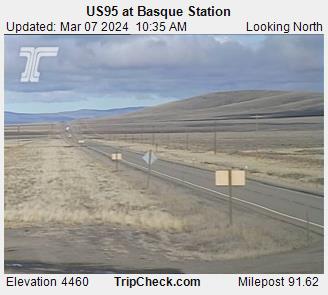 US95 at Basque Station
Updated: Mar 07 2024 10:35 AM Looking North
Elevation 4460 TripCheck.com Milepost 91.62